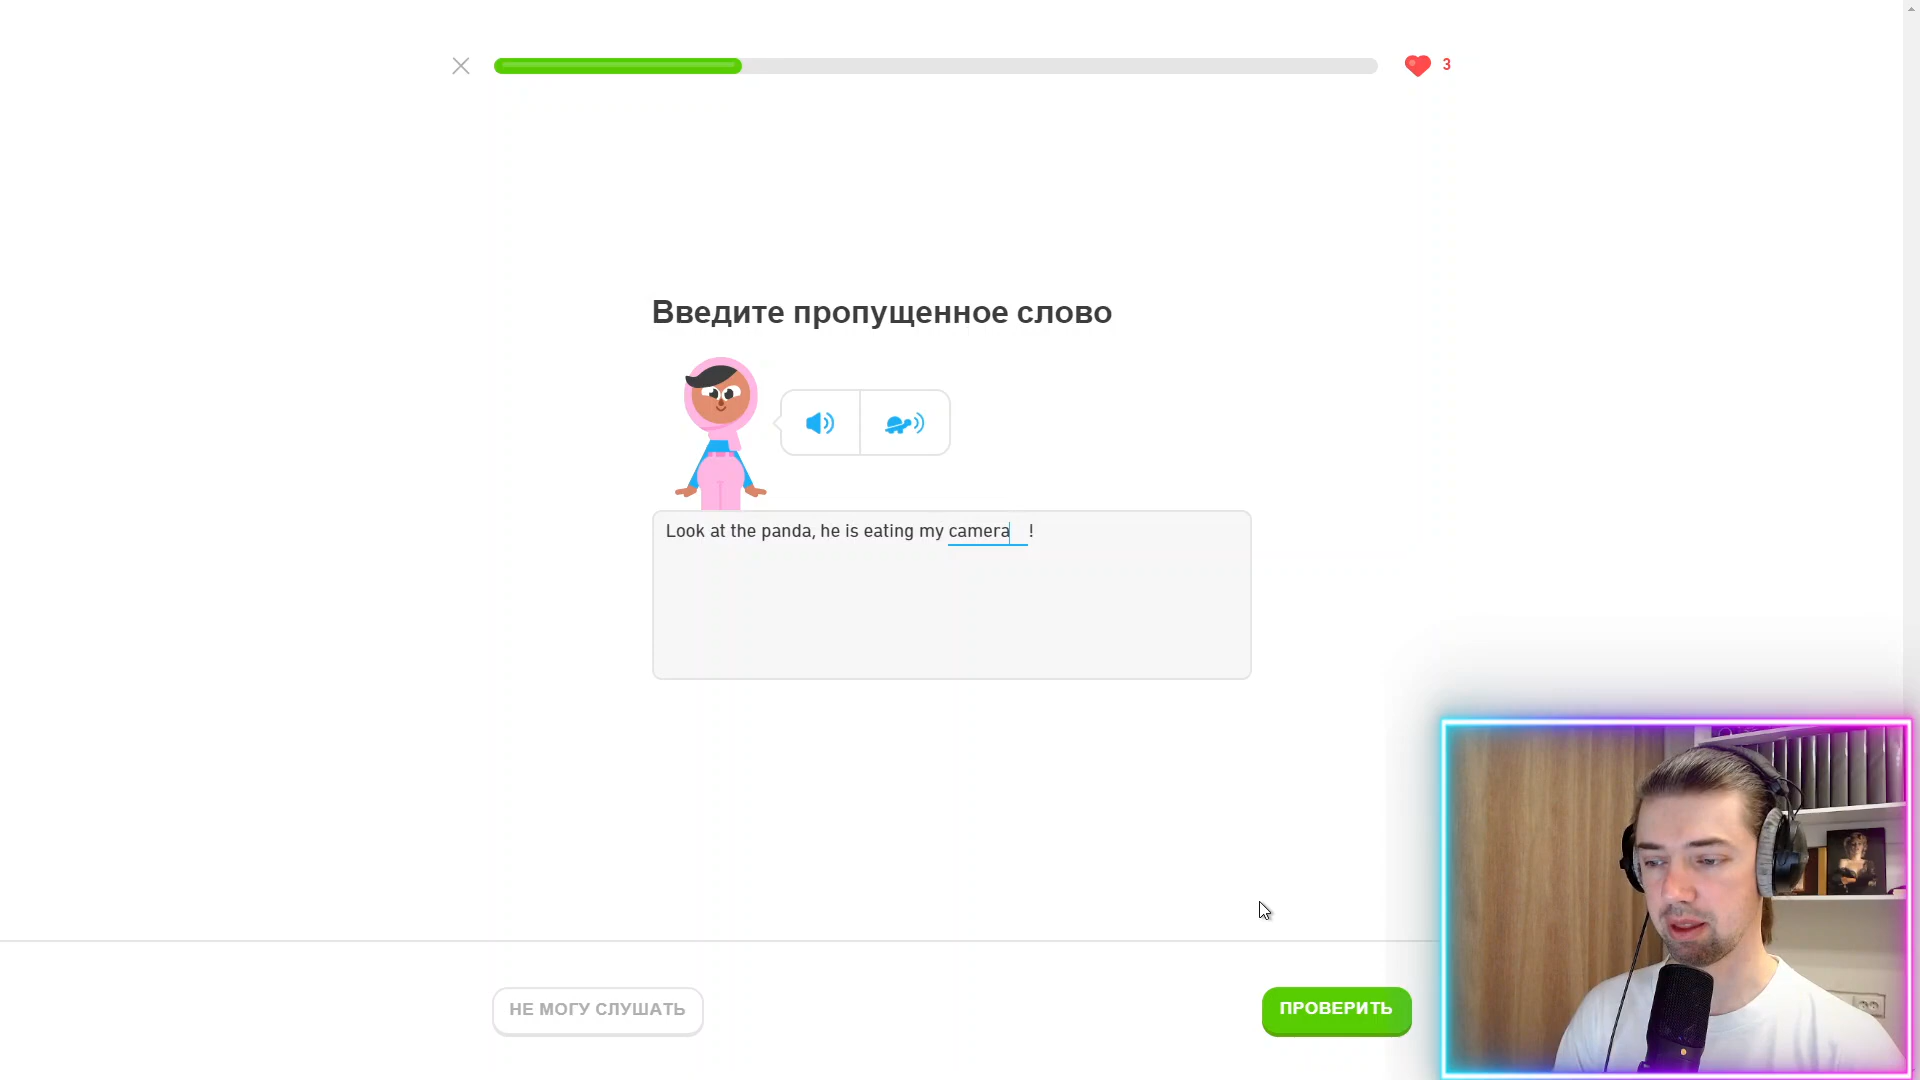 3
Введите пропущенное слово
Look at the panda, he is eating my camera !
НЕ МОГУ СЛУШАТЬ
ПРОВЕРИТЬ